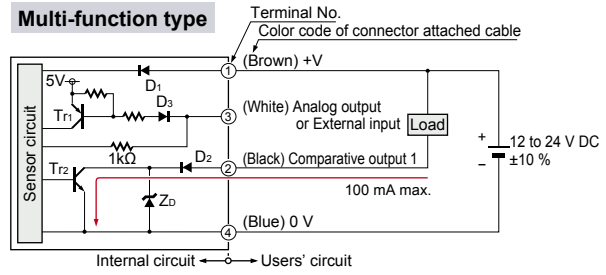 Multi-function type
Terminal No.
Color code of connector attached cable
Sensor circuit
5V
D1
① (Brown) +V
Tr1
D3
③ (White) Analog output
or External input
Load
1kΩ
D2
+
12 to 24 V DC
±10 %
−
Tr2
② (Black) Comparative output 1
100 mA max.
ZD
④ (Blue) 0 V
Internal circuit
Users' circuit